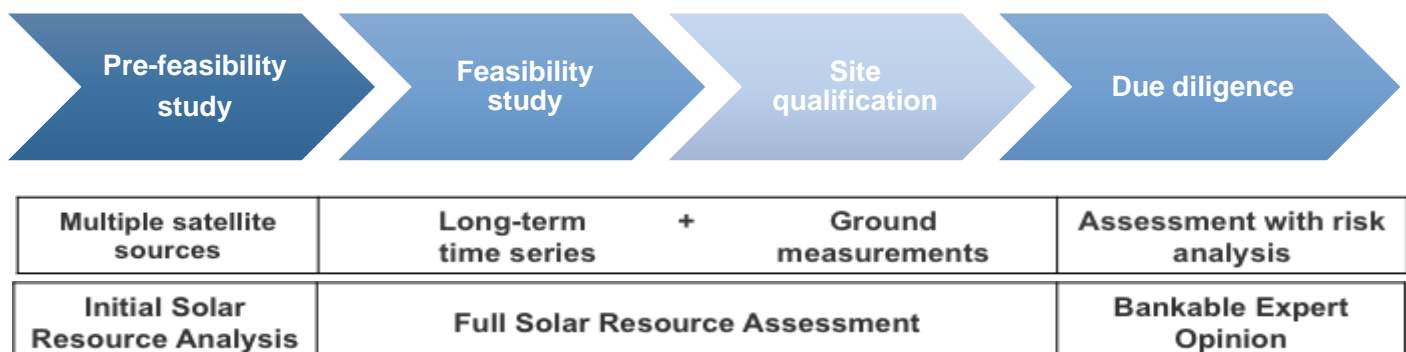 Pre-feasibility
study
Feasibility
study
Site
qualification
Due diligence
Multiple satellite
sources
Long-term + Ground
time series measurements
Assessment with risk
analysis
Initial Solar
Resource Analysis
Full Solar Resource Assessment
Bankable Expert
Opinion